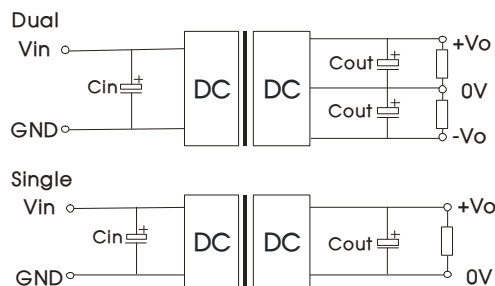 Dual
Vin
Cin +
GND
DC DC
Cout +
Cout +
+Vo
0V
-Vo
Single
Vin
Cin +
GND
DC DC
Cout +
+Vo
0V